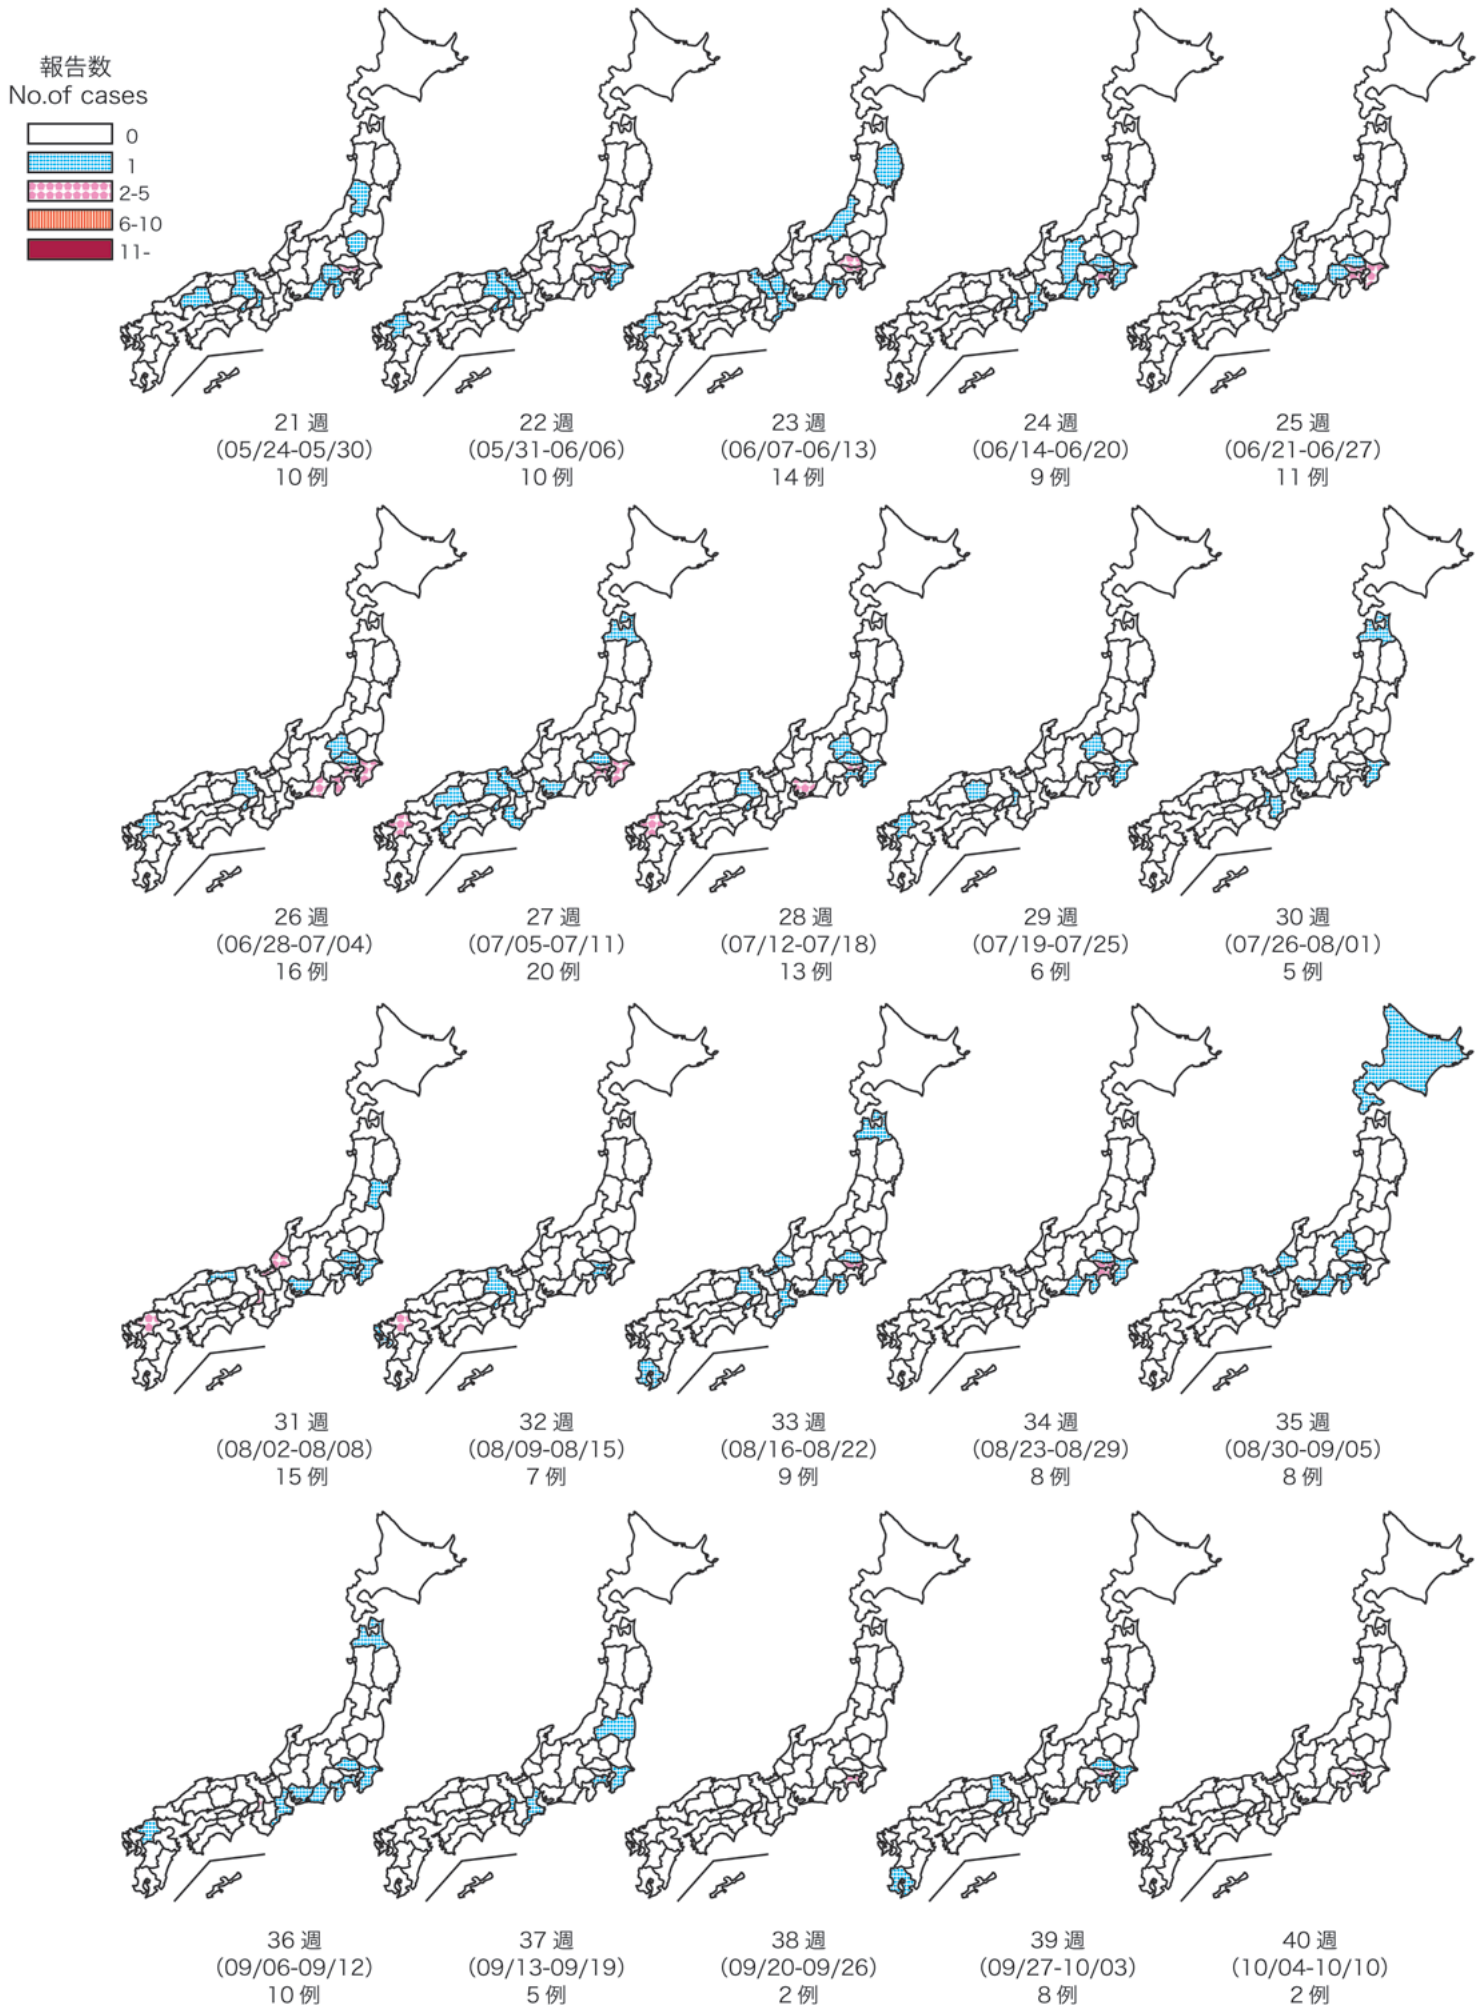 報告数
No.of cases
0
1
2-5
6-10
11-
21 週
(05/24-05/30)
10 例
22 週
(05/31-06/06)
10 例
23 週
(06/07-06/13)
14 例
24 週
(06/14-06/20)
9 例
25 週
(06/21-06/27)
11 例
26 週
(06/28-07/04)
16 例
27 週
(07/05-07/11)
20 例
28 週
(07/12-07/18)
13 例
29 週
(07/19-07/25)
6 例
30 週
(07/26-08/01)
5 例
31 週
(08/02-08/08)
15 例
32 週
(08/09-08/15)
7 例
33 週
(08/16-08/22)
9 例
34 週
(08/23-08/29)
8 例
35 週
(08/30-09/05)
8 例
36 週
(09/06-09/12)
10 例
37 週
(09/13-09/19)
5 例
38 週
(09/20-09/26)
2 例
39 週
(09/27-10/03)
8 例
40 週
(10/04-10/10)
2 例